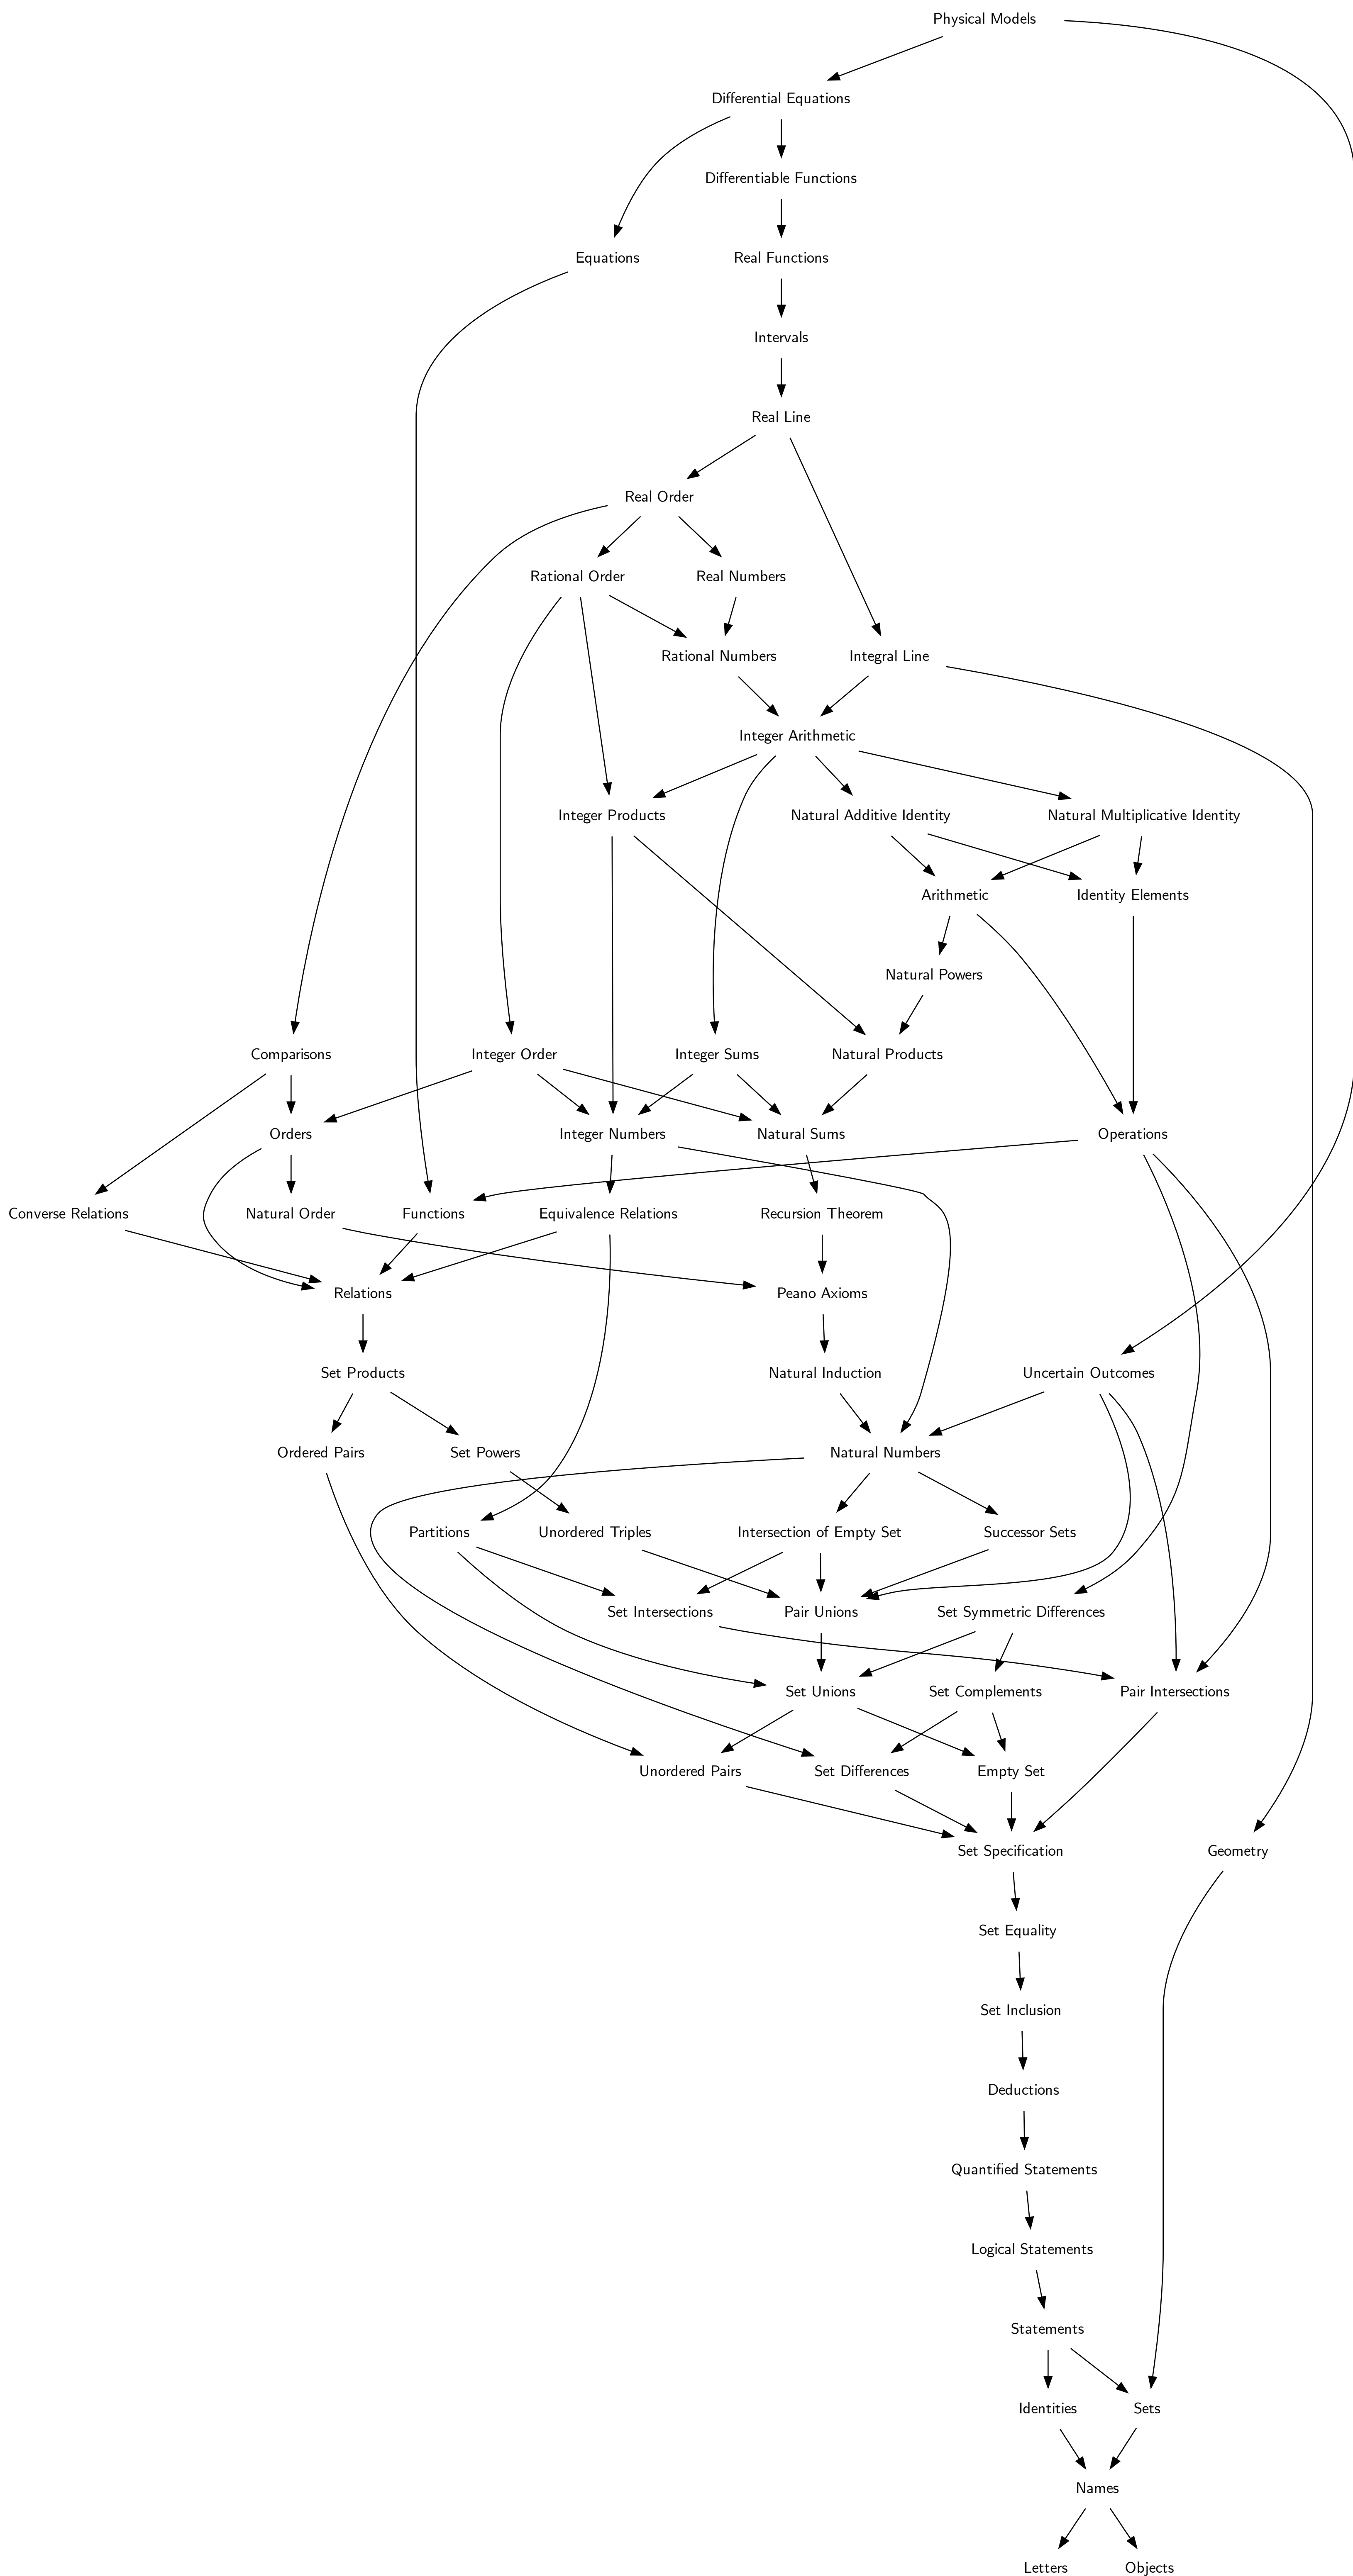 Physical Models
Differential Equations
Differentiable Functions
Equations
Real Functions
Intervals
Real Line
Real Order
Rational Order
Real Numbers
Rational Numbers
Integral Line
Integer Arithmetic
Integer Products
Natural Additive Identity
Natural Multiplicative Identity
Arithmetic
Identity Elements
Natural Powers
Comparisons
Integer Order
Integer Sums
Natural Products
Orders
Integer Numbers
Natural Sums
Operations
Converse Relations
Natural Order
Functions
Equivalence Relations
Recursion Theorem
Relations
Peano Axioms
Set Products
Natural Induction
Uncertain Outcomes
Ordered Pairs
Set Powers
Natural Numbers
Partitions
Unordered Triples
Intersection of Empty Set
Successor Sets
Set Intersections
Pair Unions
Set Symmetric Differences
Set Unions
Set Complements
Pair Intersections
Unordered Pairs
Set Differences
Empty Set
Set Specification
Geometry
Set Equality
Set Inclusion
Deductions
Quantified Statements
Logical Statements
Statements
Identities
Sets
Names
Letters
Objects